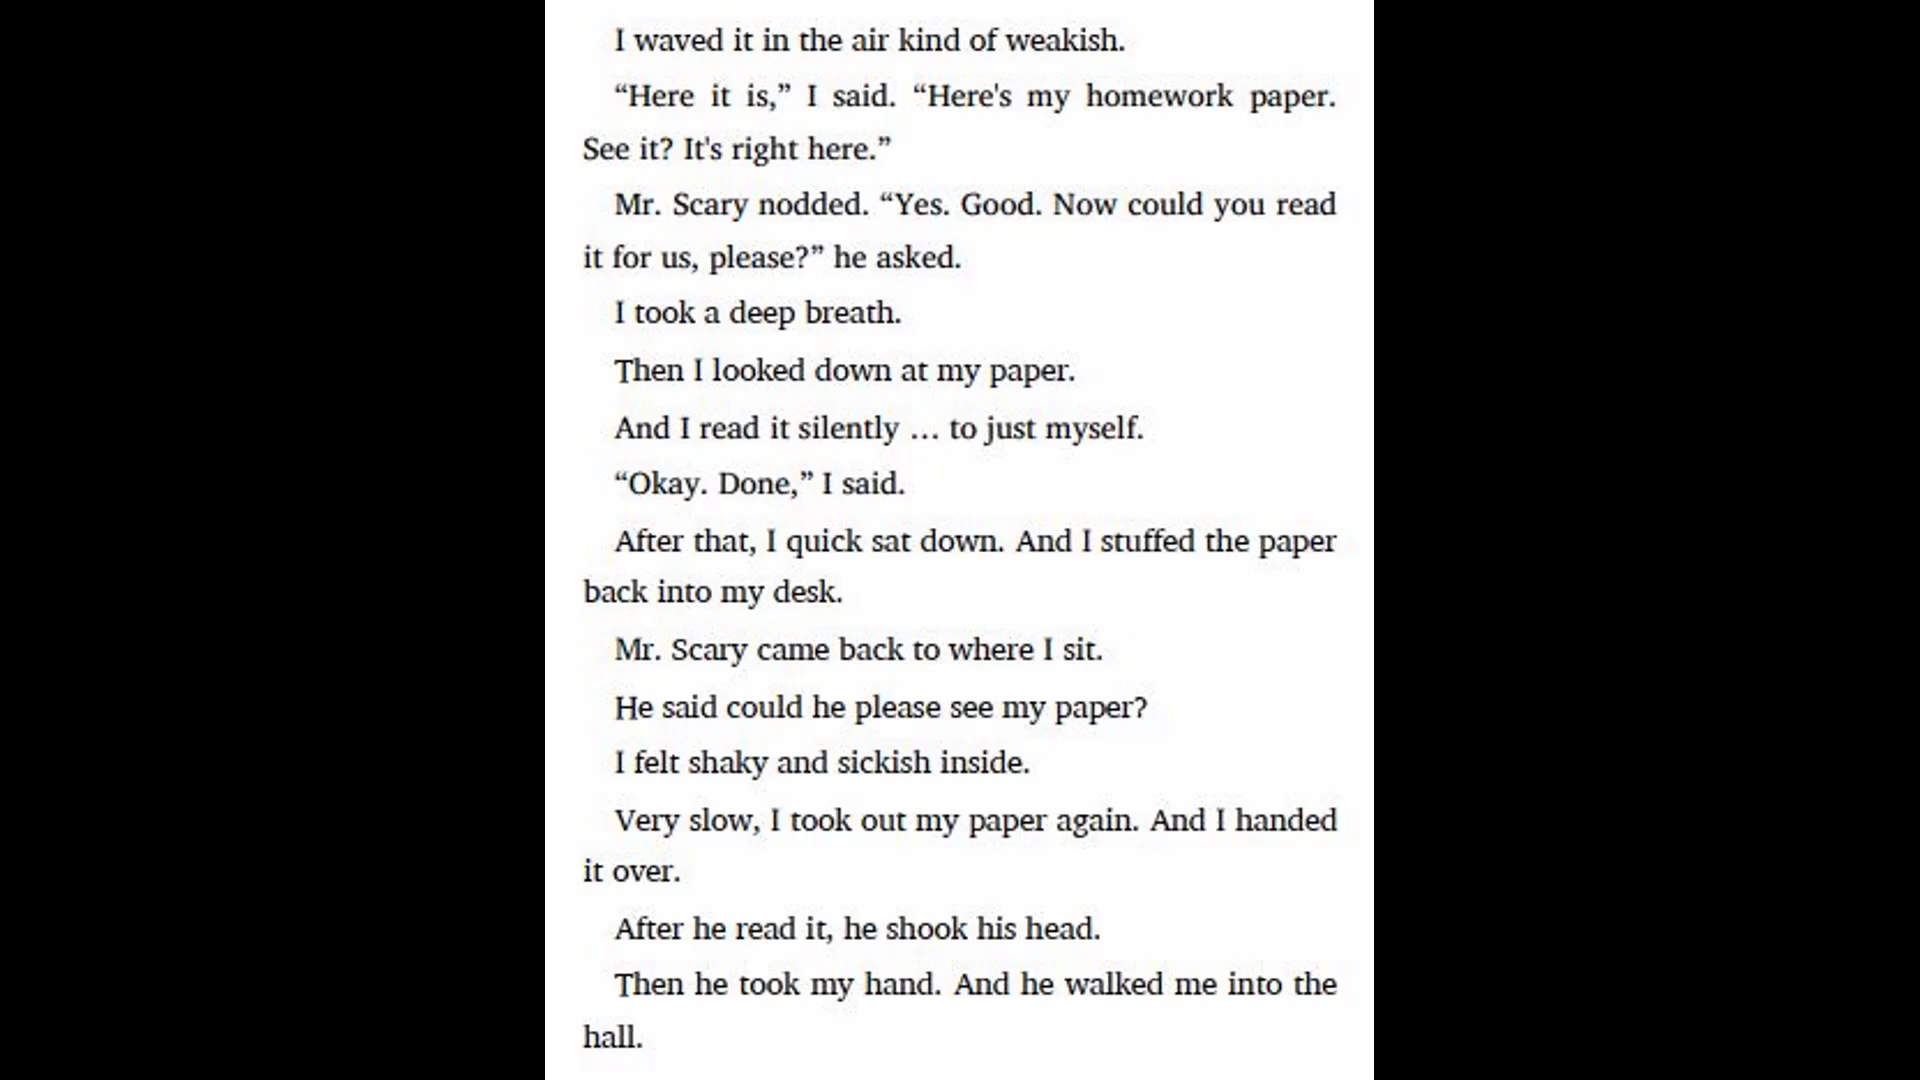 I waved it in the air kind of weakish.
“Here it is,” I said. “Here's my homework paper.
See it? It's right here.”
Mr. Scary nodded. “Yes. Good. Now could you read
it for us, please?” he asked.
I took a deep breath.
Then I looked down at my paper.
And I read it silently … to just myself.
“Okay. Done,” I said.
After that, I quick sat down. And I stuffed the paper
back into my desk.
Mr. Scary came back to where I sit.
He said could he please see my paper?
I felt shaky and sickish inside.
Very slow, I took out my paper again. And I handed
it over.
After he read it, he shook his head.
Then he took my hand. And he walked me into the
hall.